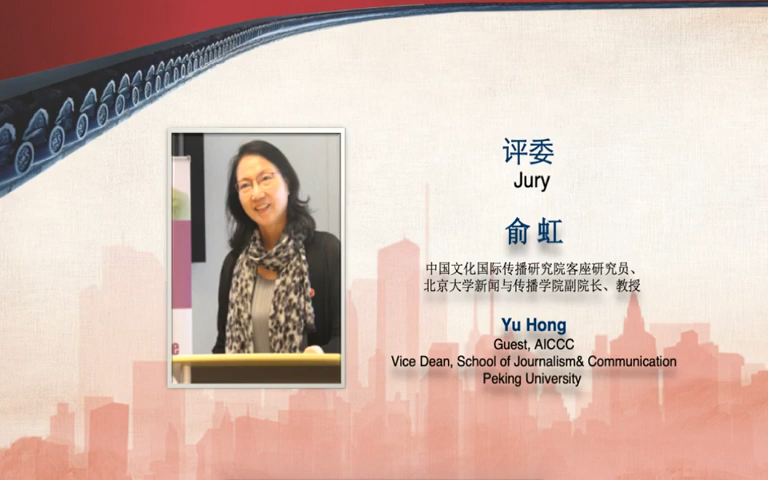 评委
Jury
俞 虹
中国文化国际传播研究院客座研究员、
北京大学新闻与传播学院副院长、教授
Yu Hong
Guest, AICCC
Vice Dean, School of Journalism& Communication
Peking University